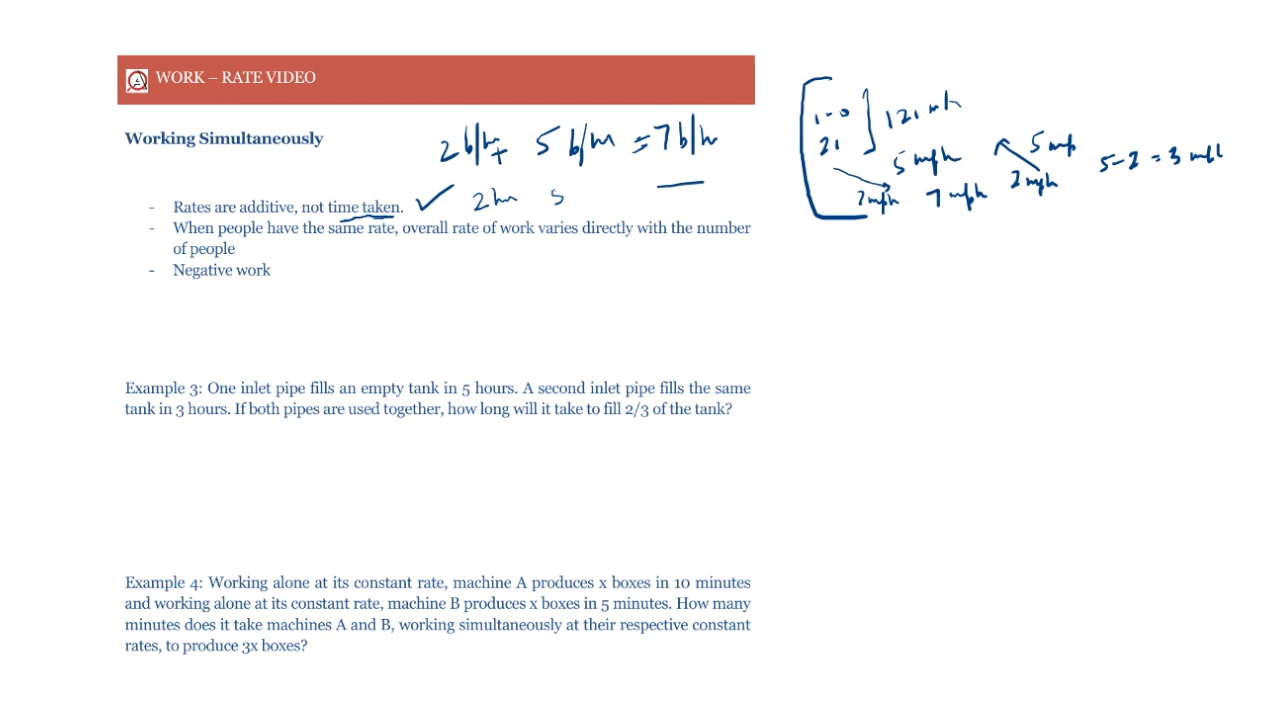 WORK – RATE VIDEO
Working Simultaneously
2 b/hr + 5 b/hr = 7 b/h
- Rates are additive, not time taken.
2 hr 5
- When people have the same rate, overall rate of work varies directly with the number
of people
- Negative work
121 mh
5 mph
2 mph
7 mph
5 mp
2 mph
5-2 = 3 mph
Example 3: One inlet pipe fills an empty tank in 5 hours. A second inlet pipe fills the same
tank in 3 hours. If both pipes are used together, how long will it take to fill 2/3 of the tank?
Example 4: Working alone at its constant rate, machine A produces x boxes in 10 minutes
and working alone at its constant rate, machine B produces x boxes in 5 minutes. How many
minutes does it take machines A and B, working simultaneously at their respective constant
rates, to produce 3x boxes?